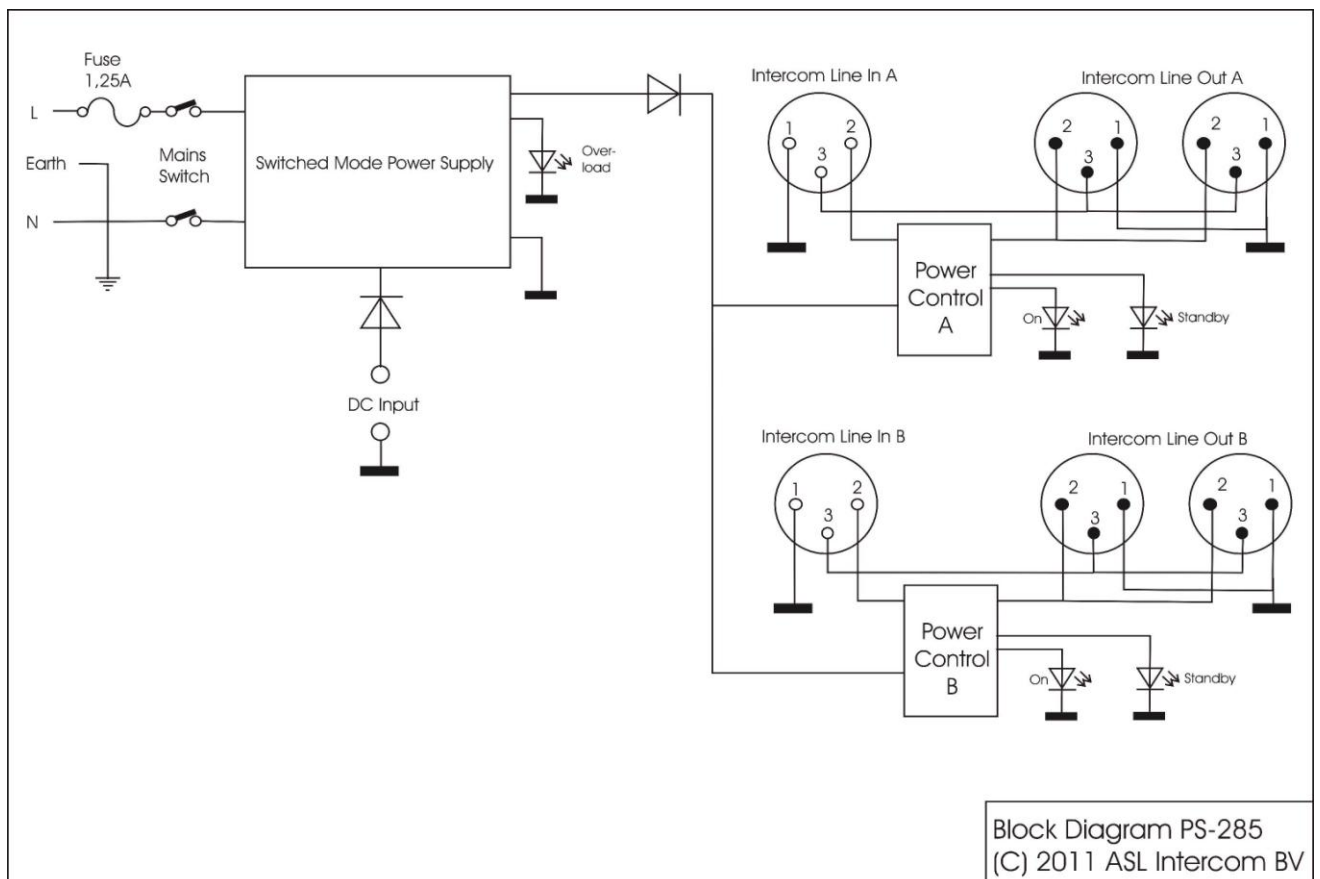 Fuse
1,25A
L
Earth
N
Mains
Switch
Switched Mode Power Supply
Over-
load
DC Input
Intercom Line In A
1
2
3
Intercom Line Out A
2
1
3
2
1
3
Power
Control
A
On
Standby
Intercom Line In B
1
2
3
Intercom Line Out B
2
1
3
2
1
3
Power
Control
B
On
Standby
Block Diagram PS-285
(C) 2011 ASL Intercom BV